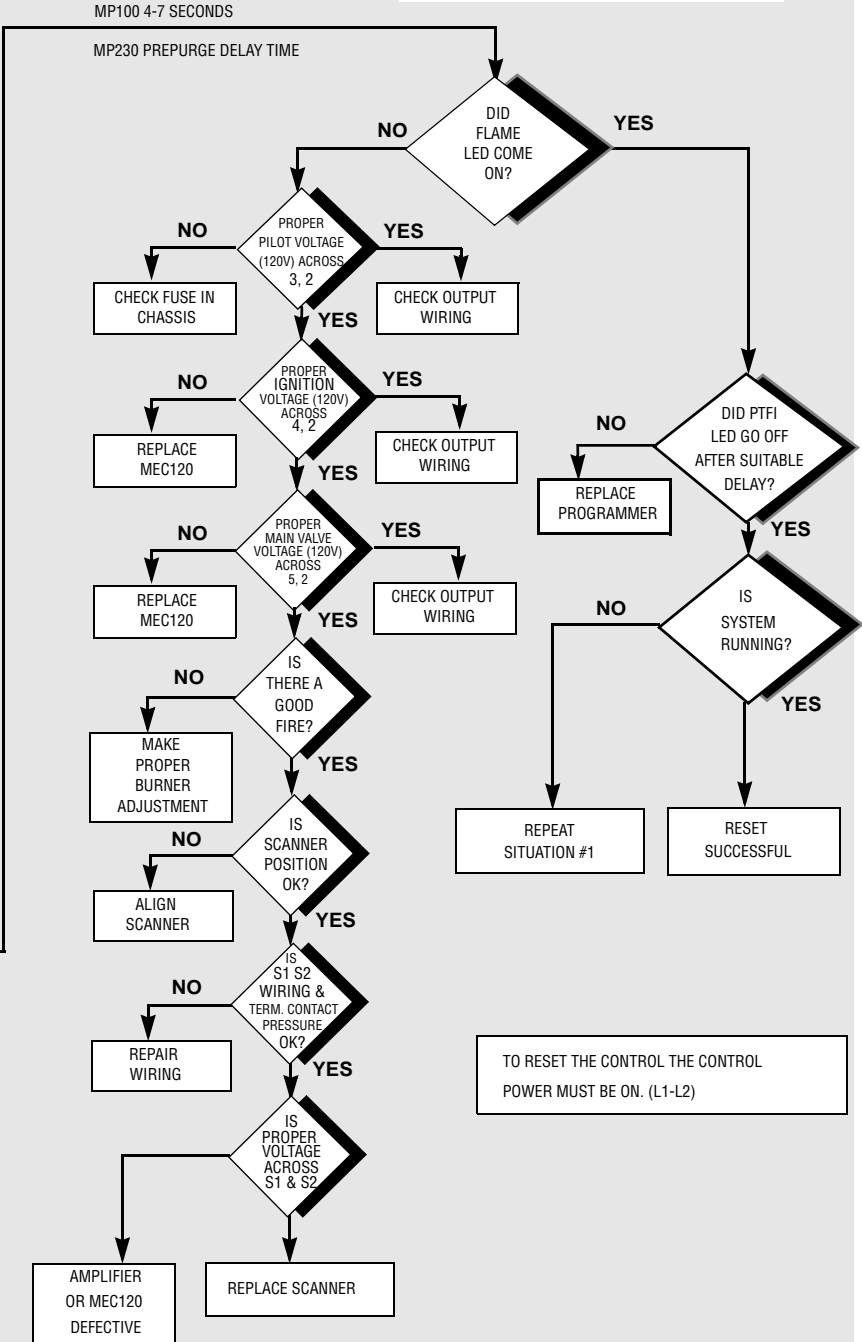 MP100 4-7 SECONDS
MP230 PREPURGE DELAY TIME
DID
FLAME
LED COME
ON?
NO
YES
PROPER
PILOT VOLTAGE
(120V) ACROSS
3, 2
NO
YES
CHECK FUSE IN
CHASSIS
CHECK OUTPUT
WIRING
YES
PROPER
IGNITION
VOLTAGE (120V)
ACROSS
4, 2
NO
YES
REPLACE
MEC120
CHECK OUTPUT
WIRING
YES
DID PTFI
LED GO OFF
AFTER SUITABLE
DELAY?
NO
REPLACE
PROGRAMMER
YES
PROPER
MAIN VALVE
VOLTAGE (120V)
ACROSS
5, 2
NO
YES
REPLACE
MEC120
CHECK OUTPUT
WIRING
YES
IS
SYSTEM
RUNNING?
NO
YES
IS
THERE A
GOOD
FIRE?
NO
MAKE
PROPER
BURNER
ADJUSTMENT
YES
REPEAT
SITUATION #1
RESET
SUCCESSFUL
IS
SCANNER
POSITION
OK?
NO
ALIGN
SCANNER
YES
IS
S1 S2
WIRING &
TERM. CONTACT
PRESSURE
OK?
NO
REPAIR
WIRING
YES
TO RESET THE CONTROL THE CONTROL
POWER MUST BE ON. (L1-L2)
IS
PROPER
VOLTAGE
ACROSS
S1 & S2
AMPLIFIER
OR MEC120
DEFECTIVE
REPLACE SCANNER